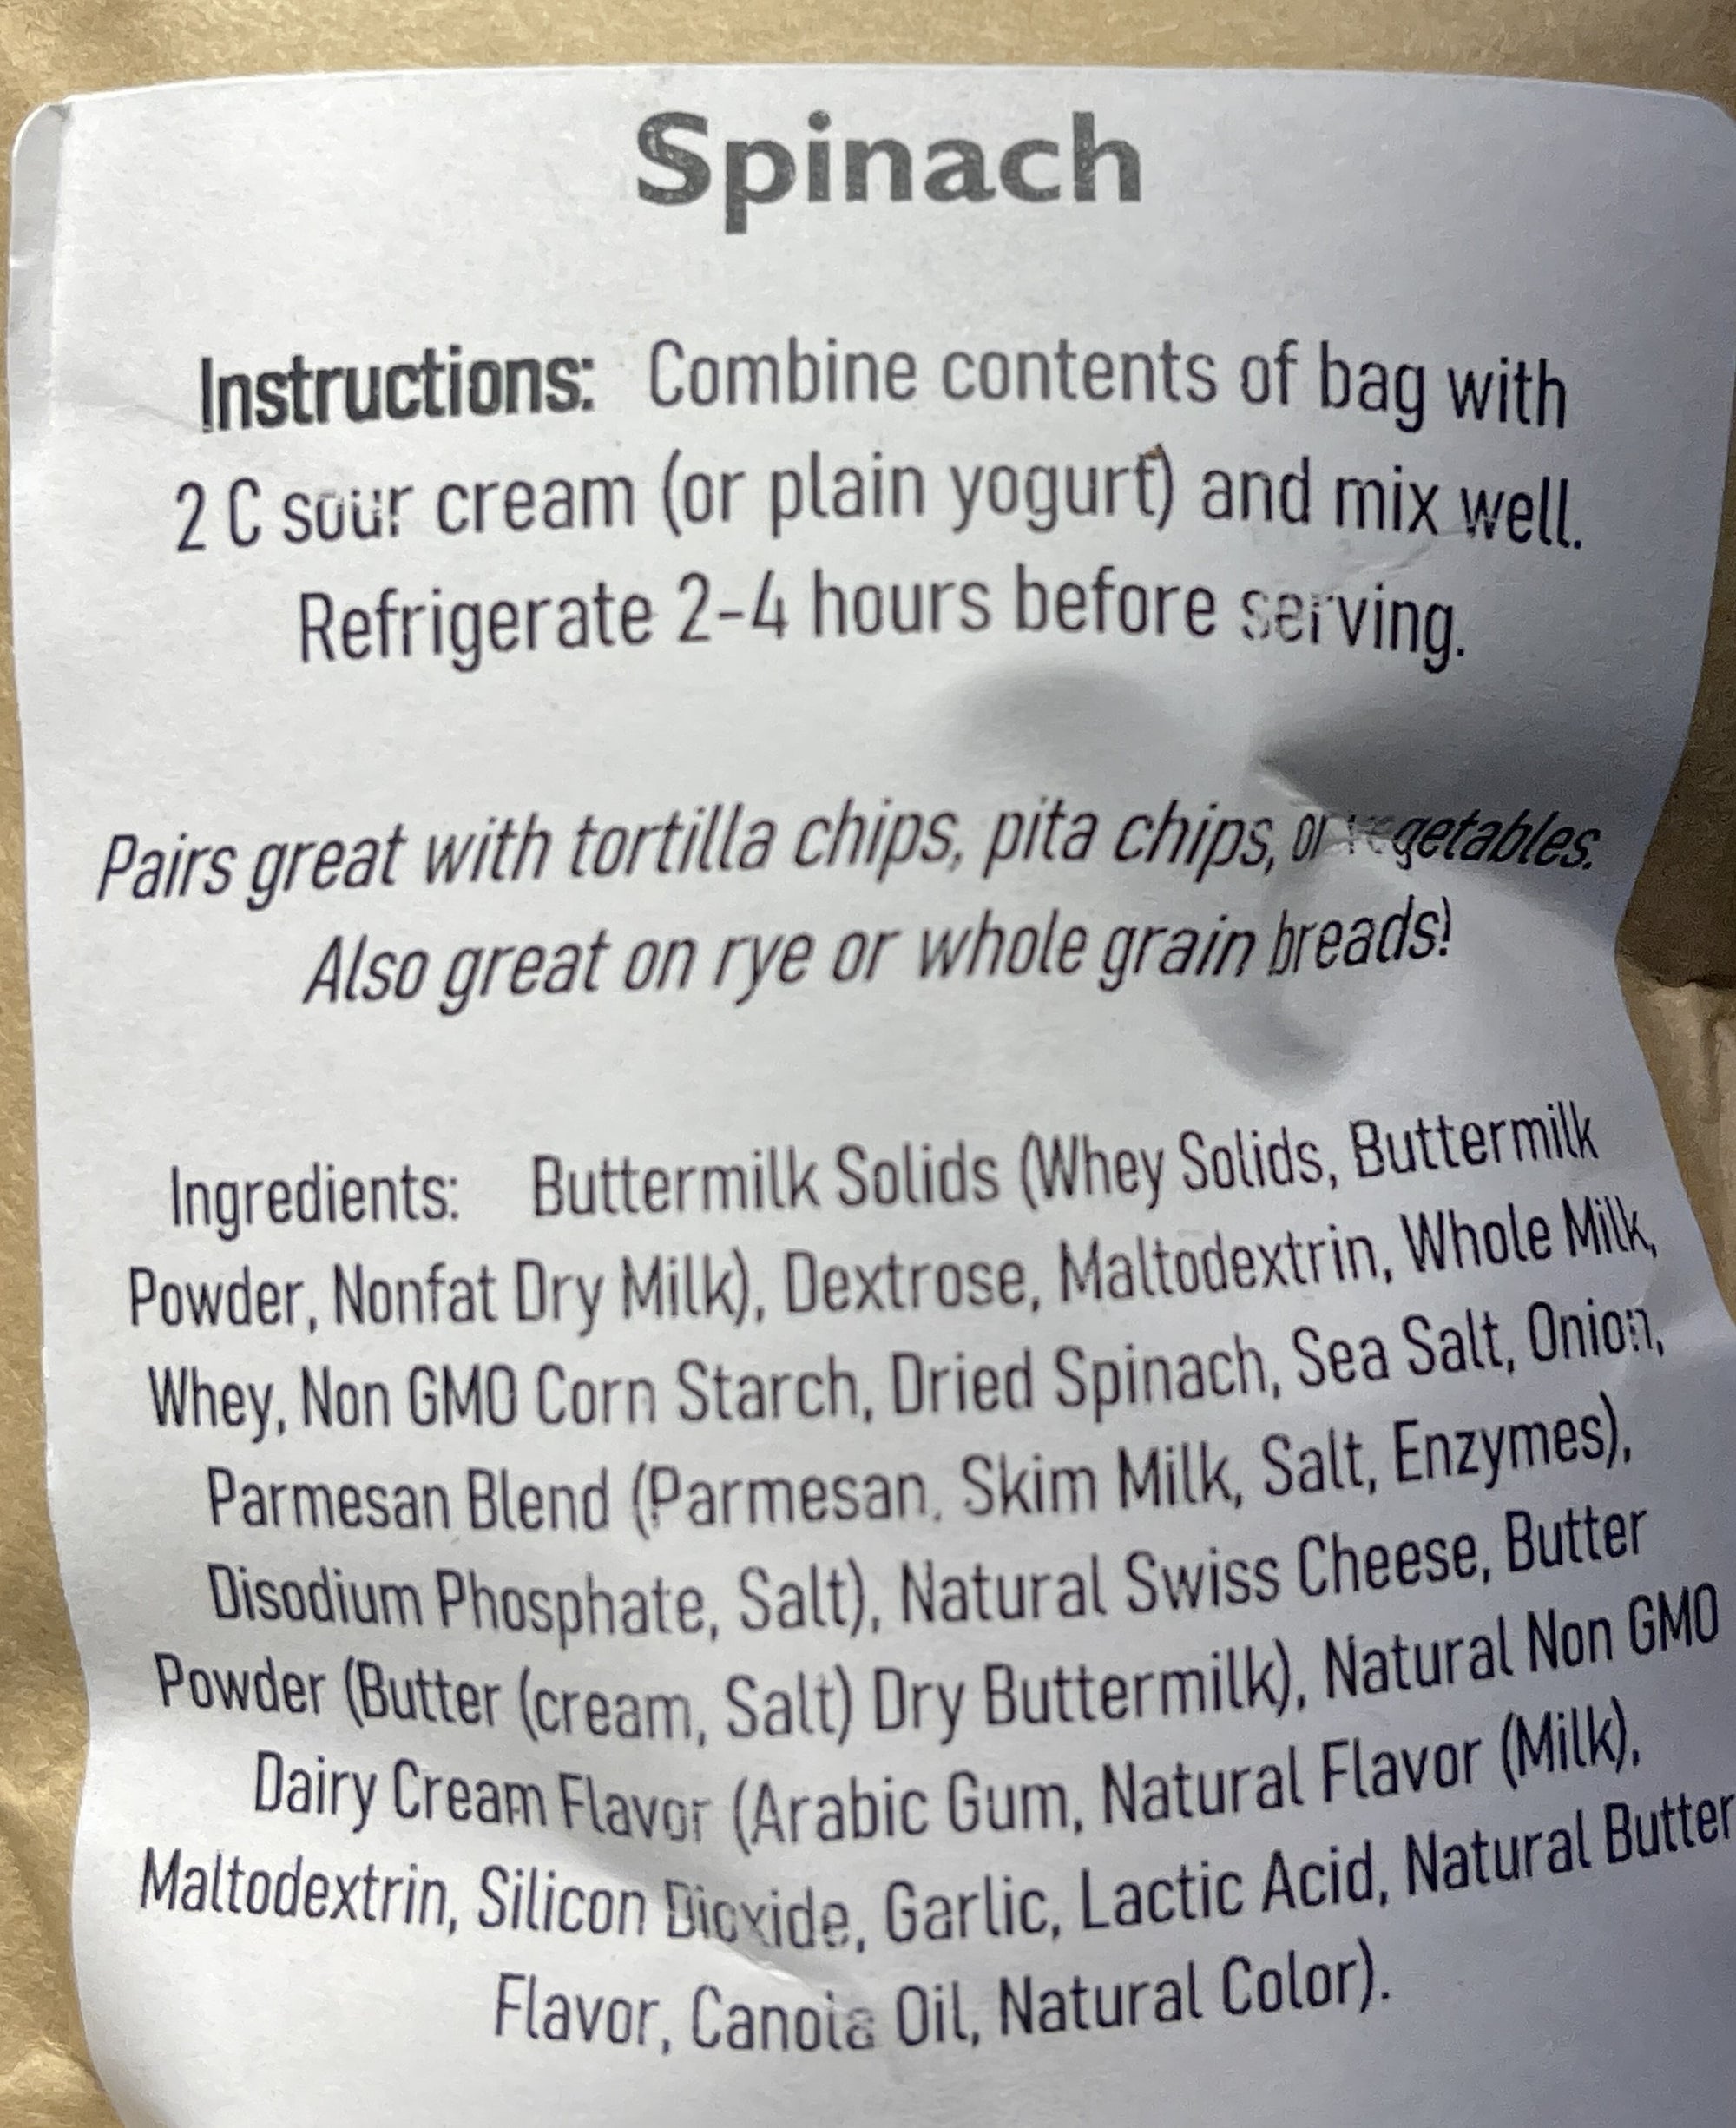 Spinach
Instructions: Combine contents of bag with
2 C sour cream (or plain yogurt) and mix well.
Refrigerate 2-4 hours before serving.
Pairs great with tortilla chips, pita chips, or vegetables.
Also great on rye or whole grain breads!
Ingredients: Buttermilk Solids (Whey Solids, Buttermilk
Powder, Nonfat Dry Milk), Dextrose, Maltodextrin, Whole Milk,
Whey, Non GMO Corn Starch, Dried Spinach, Sea Salt, Onion,
Parmesan Blend (Parmesan, Skim Milk, Salt, Enzymes),
Disodium Phosphate, Salt), Natural Swiss Cheese, Butter
Powder (Butter (cream, Salt) Dry Buttermilk), Natural Non GMO
Dairy Cream Flavor (Arabic Gum, Natural Flavor (Milk),
Maltodextrin, Silicon Dioxide, Garlic, Lactic Acid, Natural Butter
Flavor, Canola Oil, Natural Color).